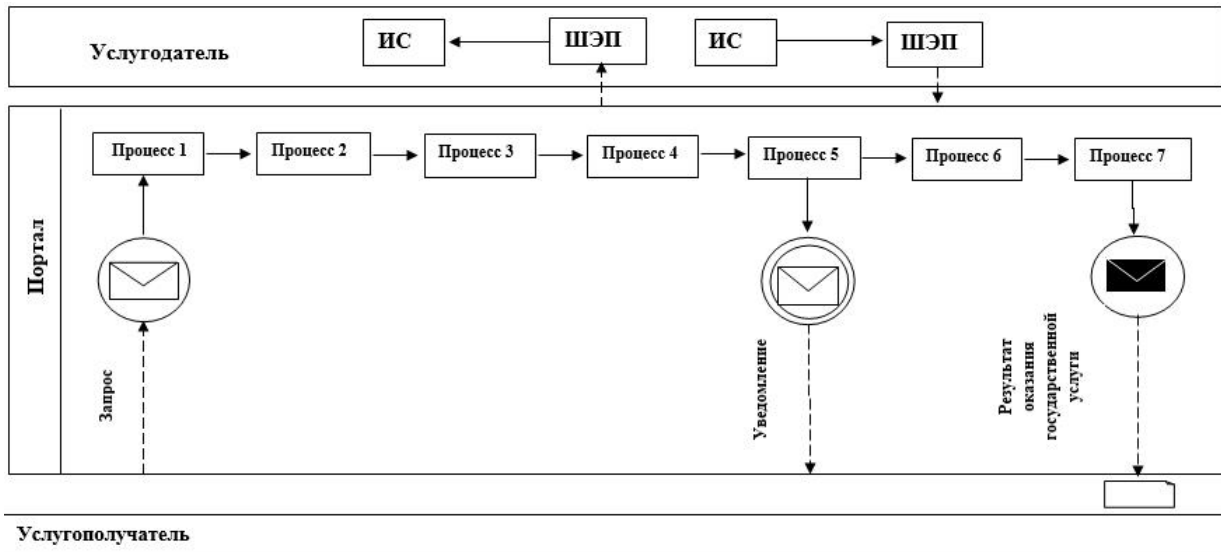 ИС
ШЭП
ИС
ШЭП
Услугодатель
Портал
Процесс 1
Процесс 2
Процесс 3
Процесс 4
Процесс 5
Процесс 6
Процесс 7
Запрос
Уведомление
Результат
оказания
государственной
услуги
Услугополучатель